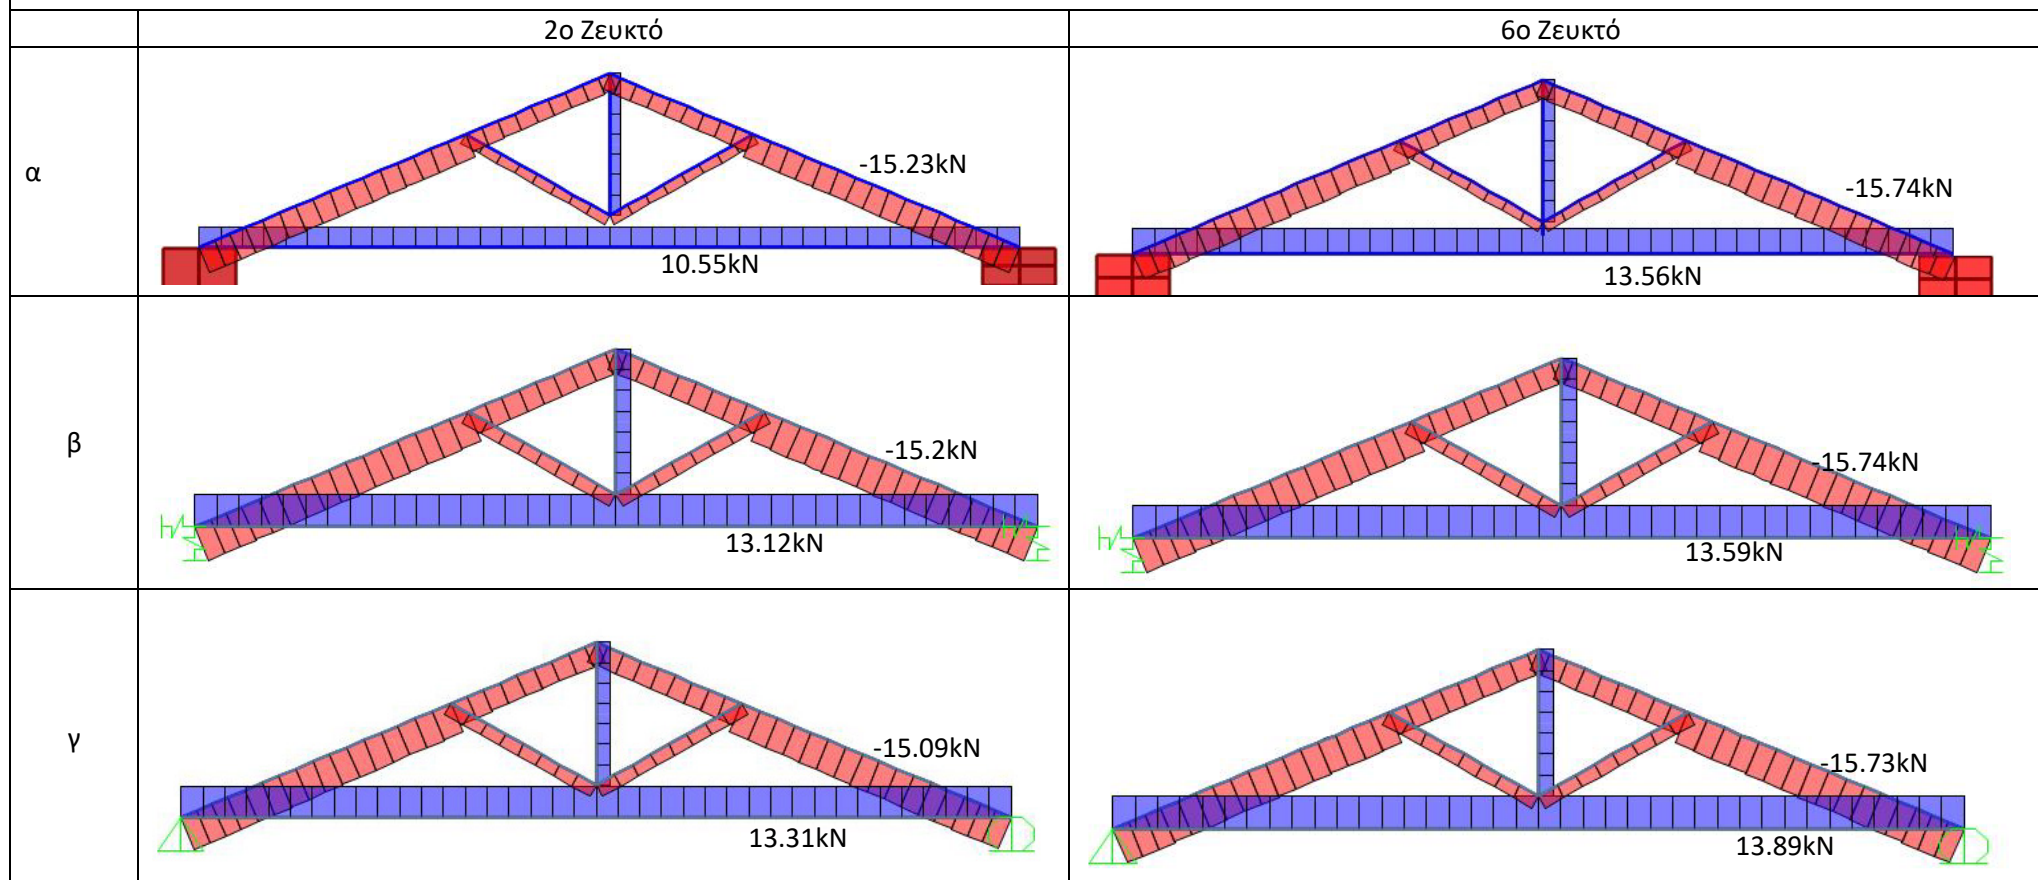 2ο Ζευκτό
6ο Ζευκτό
α
-15.23kN
10.55kN
-15.74kN
13.56kN
β
-15.2kN
13.12kN
-15.74kN
13.59kN
γ
-15.09kN
13.31kN
-15.73kN
13.89kN